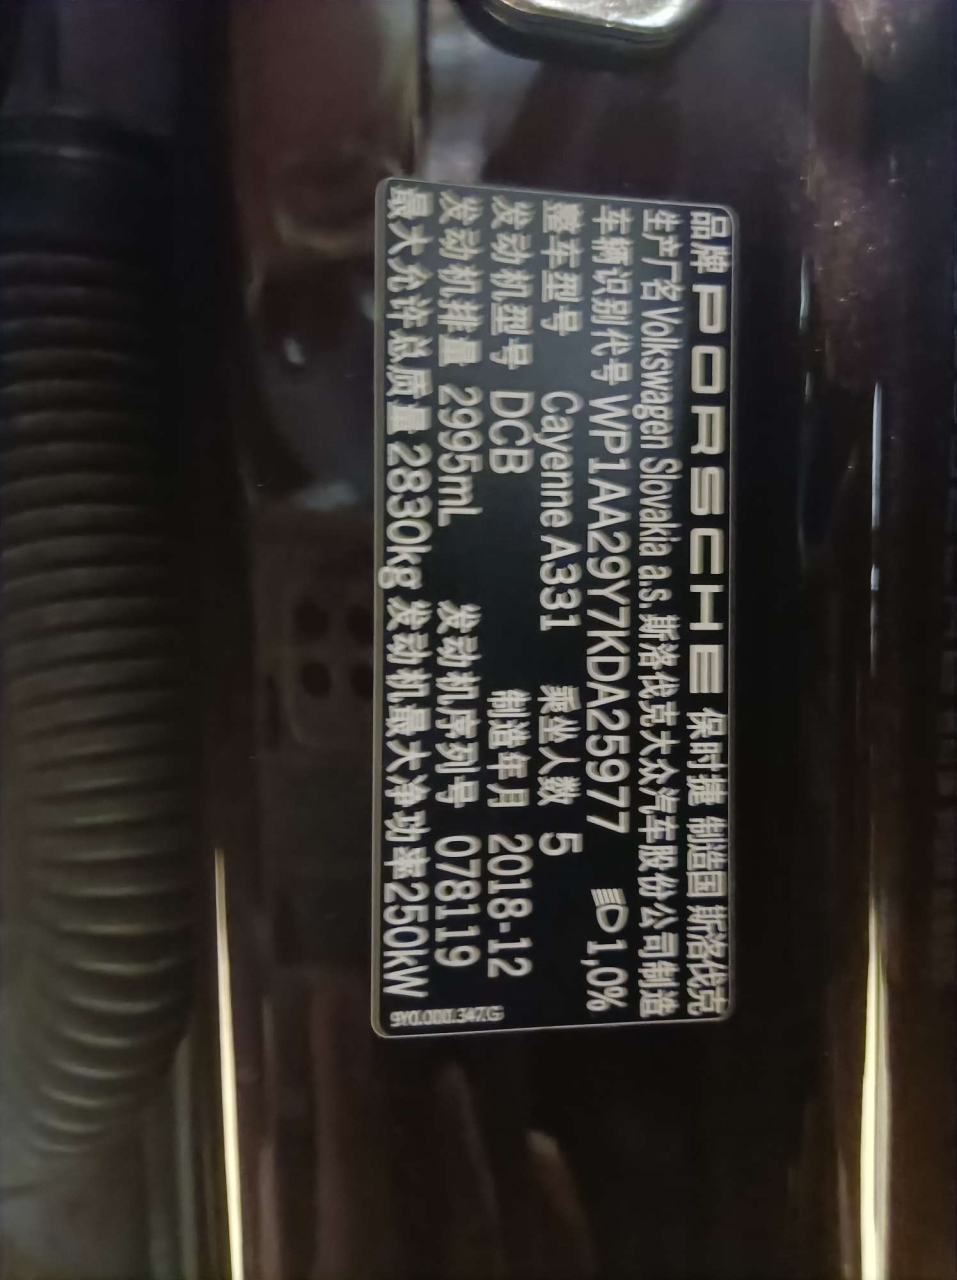 品牌 PORSCHE 保时捷 制造国 斯洛伐克
生产厂名 Volkswagen Slovakia a.s. 斯洛伐克大众汽车股份公司制造
车辆识别代号 WP1AA29Y7KDA25977 1,0%
整车型号 Cayenne A331 乘坐人数 5
发动机型号 DCB 制造年月 2018-12
发动机排量 2995mL 发动机序列号 078119
最大允许总质量 2830kg 发动机最大净功率250kW
9Y0.000.347.G